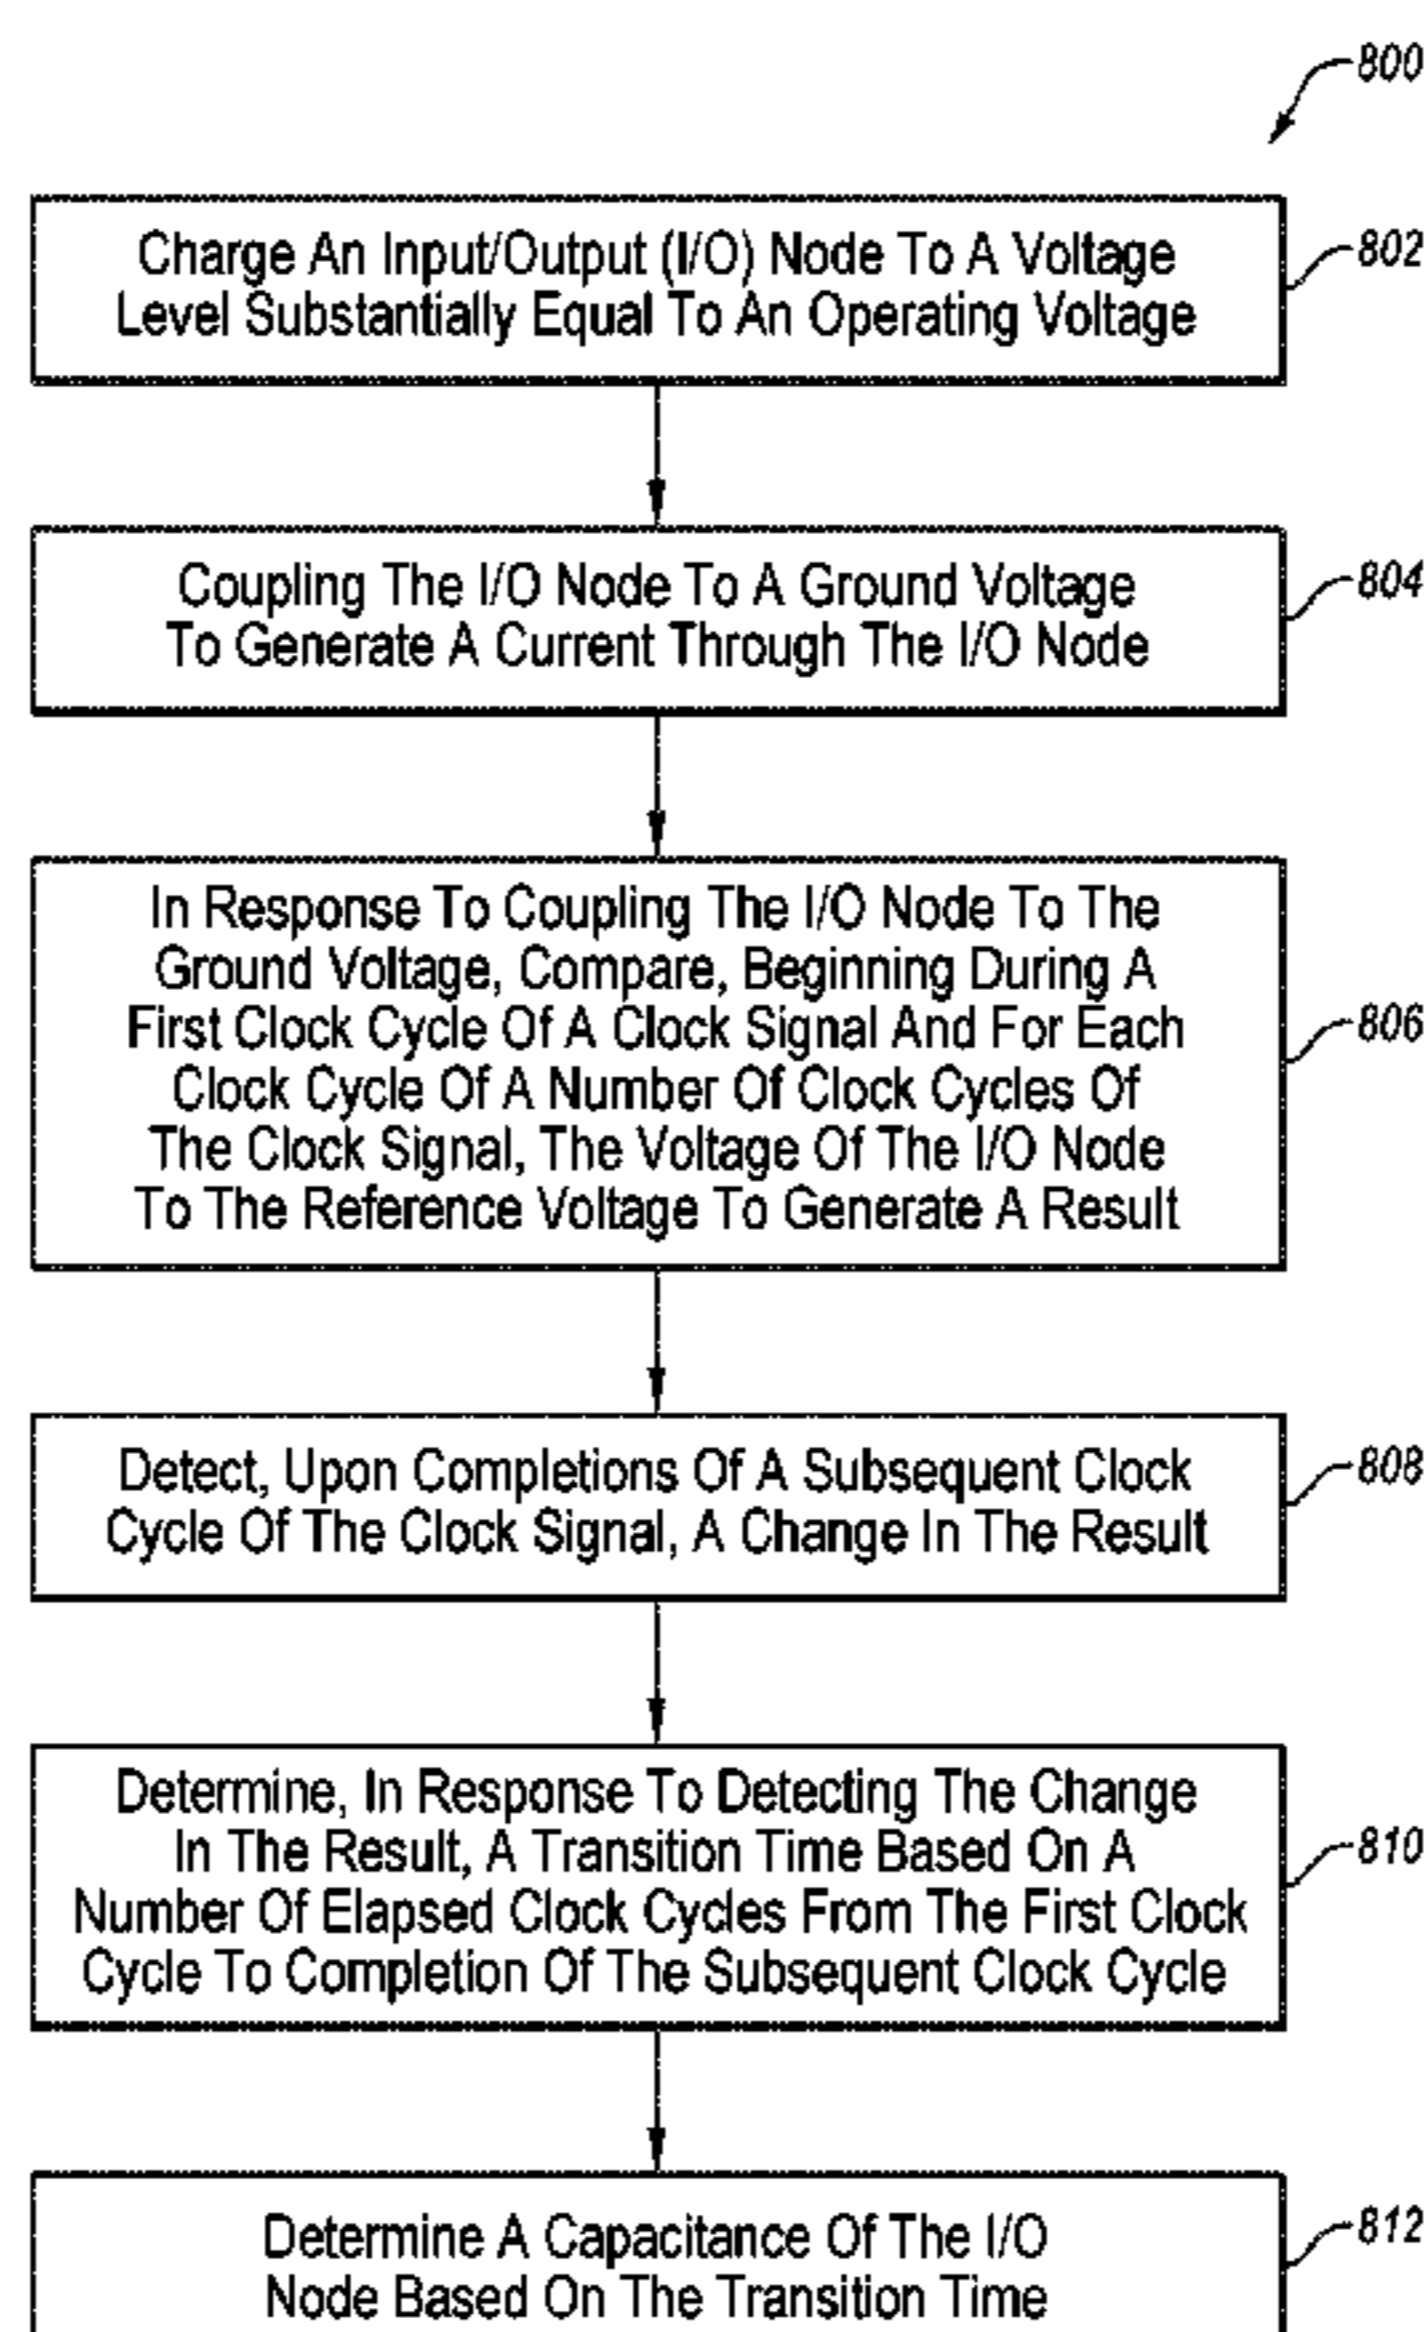 800
Charge An Input/Output (I/O) Node To A Voltage
Level Substantially Equal To An Operating Voltage
802
Coupling The I/O Node To A Ground Voltage
To Generate A Current Through The I/O Node
804
In Response To Coupling The I/O Node To The
Ground Voltage, Compare, Beginning During A
First Clock Cycle Of A Clock Signal And For Each
Clock Cycle Of A Number Of Clock Cycles Of
The Clock Signal, The Voltage Of The I/O Node
To The Reference Voltage To Generate A Result
806
Detect, Upon Completions Of A Subsequent Clock
Cycle Of The Clock Signal, A Change In The Result
808
Determine, In Response To Detecting The Change
In The Result, A Transition Time Based On A
Number Of Elapsed Clock Cycles From The First Clock
Cycle To Completion Of The Subsequent Clock Cycle
810
Determine A Capacitance Of The I/O
Node Based On The Transition Time
812